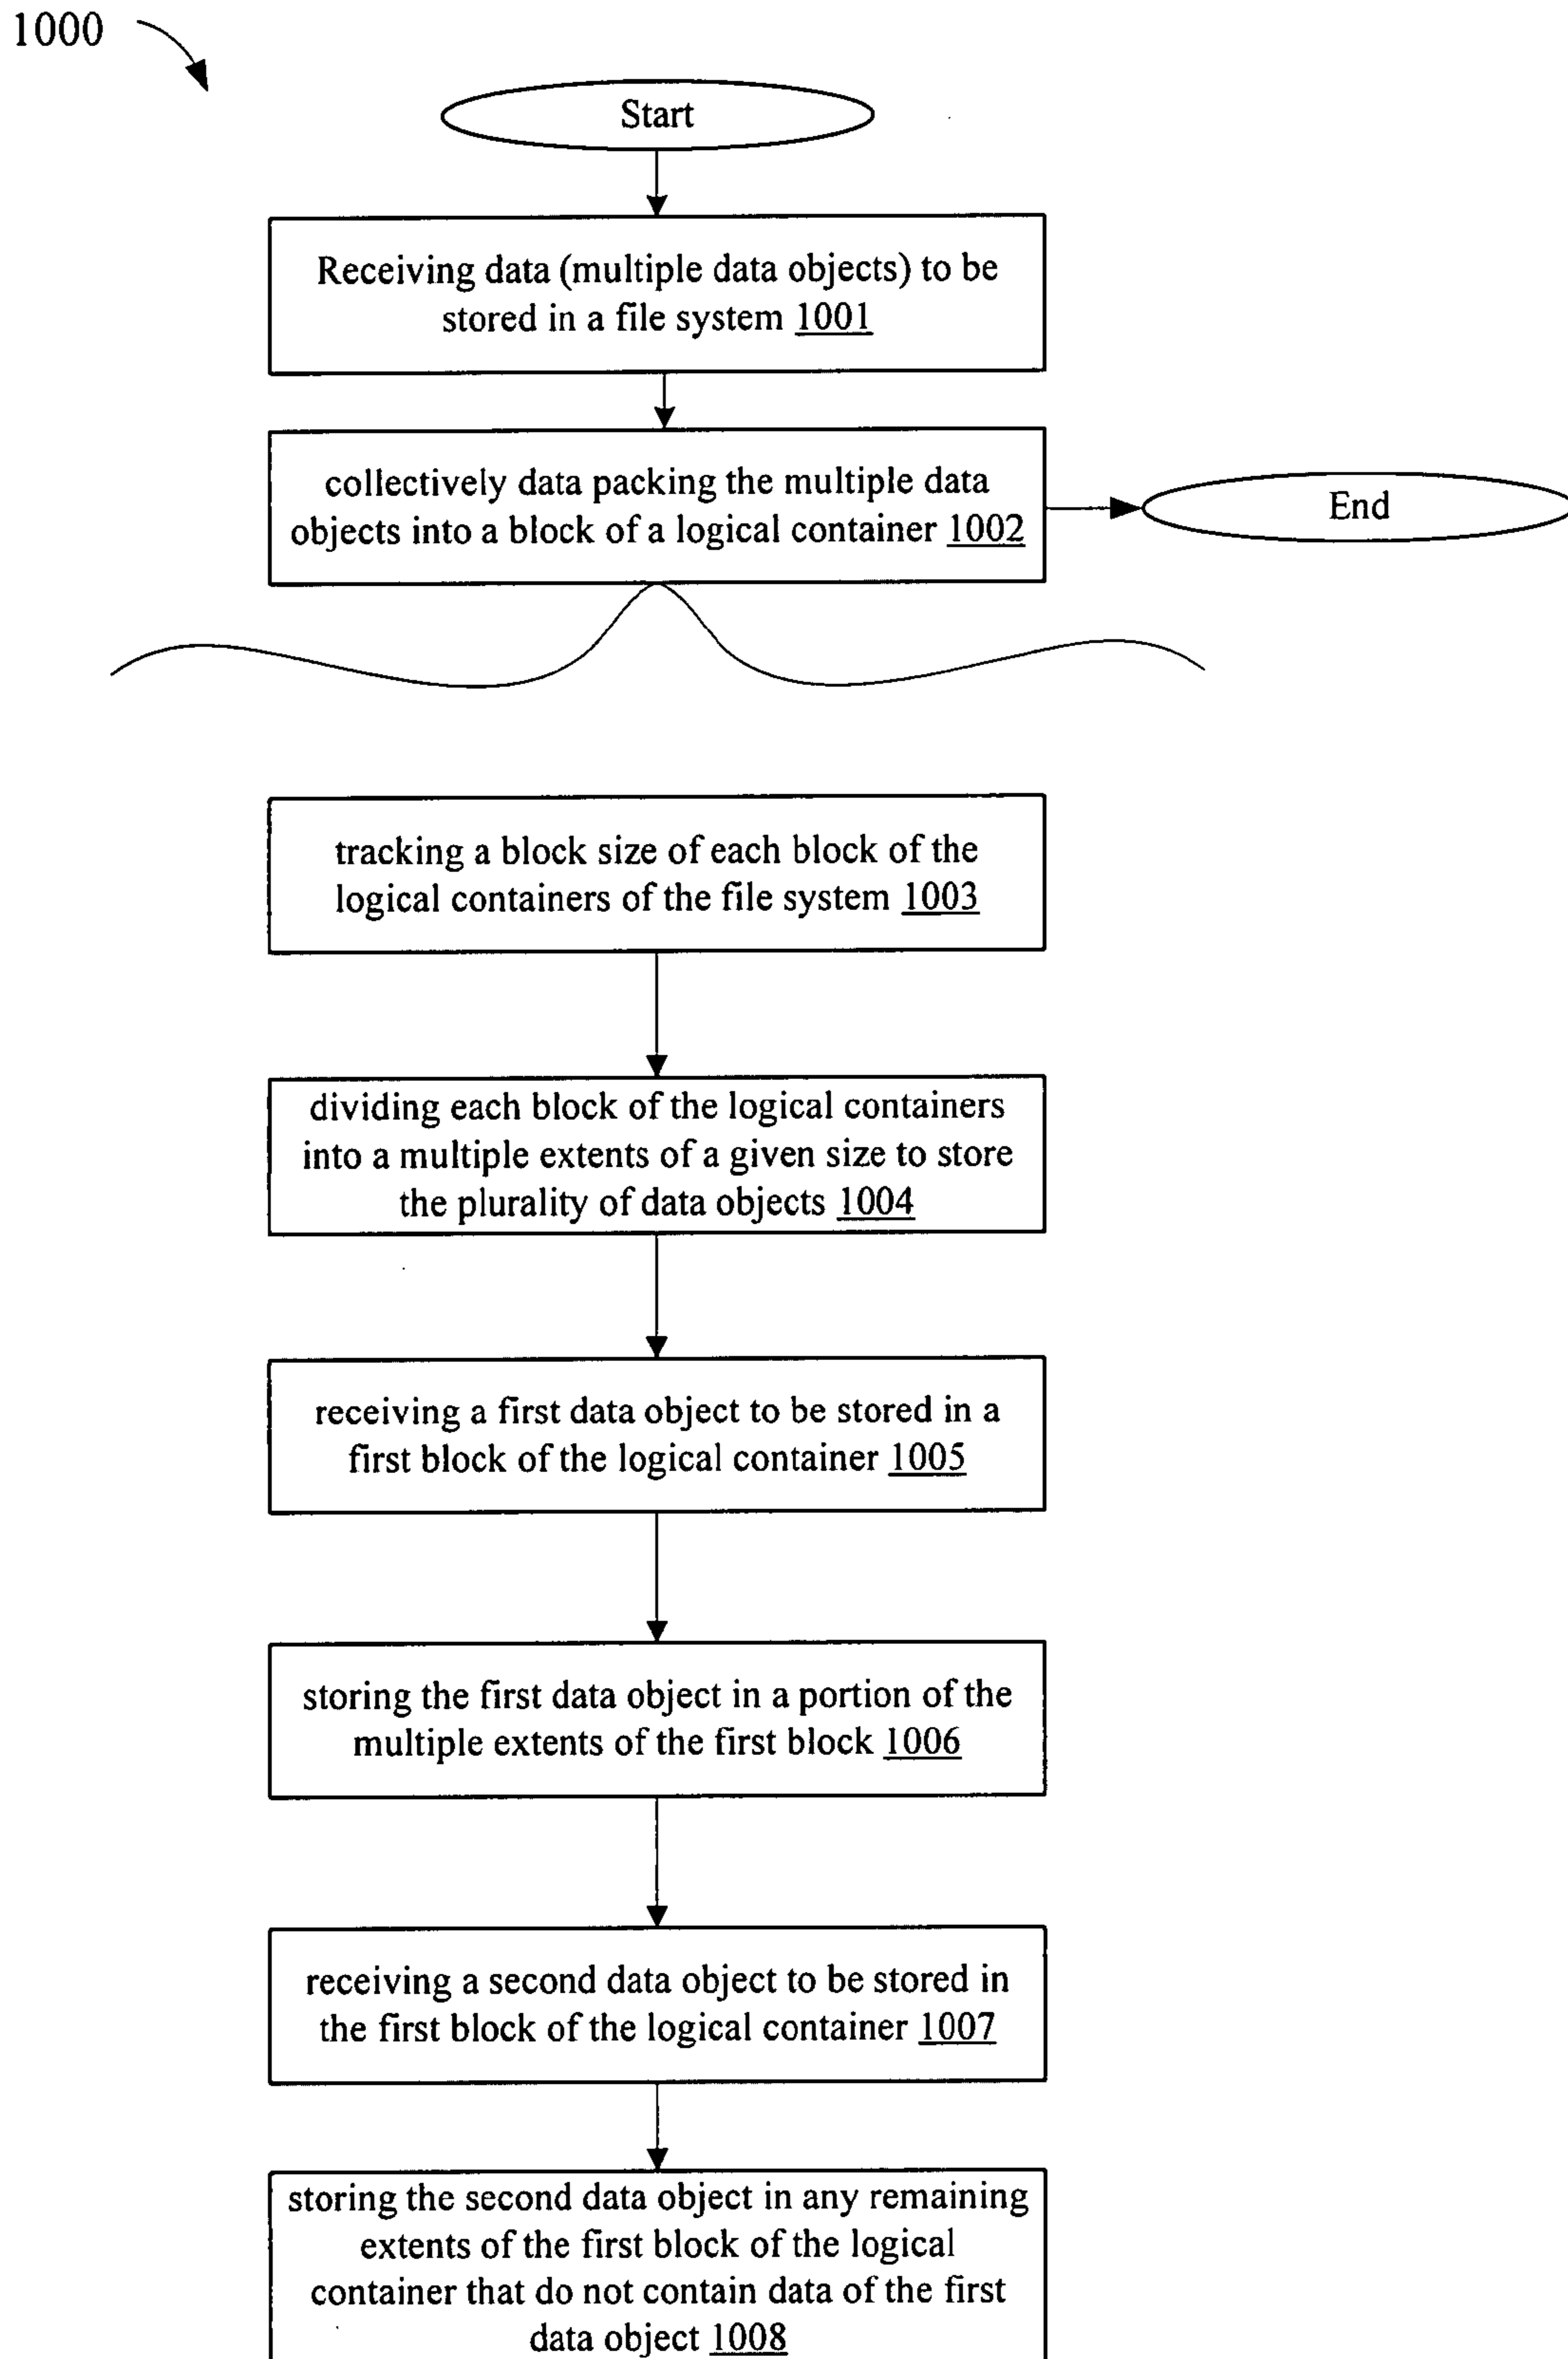 1000
Start
Receiving data (multiple data objects) to be
stored in a file system 1001
collectively data packing the multiple data
objects into a block of a logical container 1002
End
tracking a block size of each block of the
logical containers of the file system 1003
dividing each block of the logical containers
into a multiple extents of a given size to store
the plurality of data objects 1004
receiving a first data object to be stored in a
first block of the logical container 1005
storing the first data object in a portion of the
multiple extents of the first block 1006
receiving a second data object to be stored in
the first block of the logical container 1007
storing the second data object in any remaining
extents of the first block of the logical
container that do not contain data of the first
data object 1008